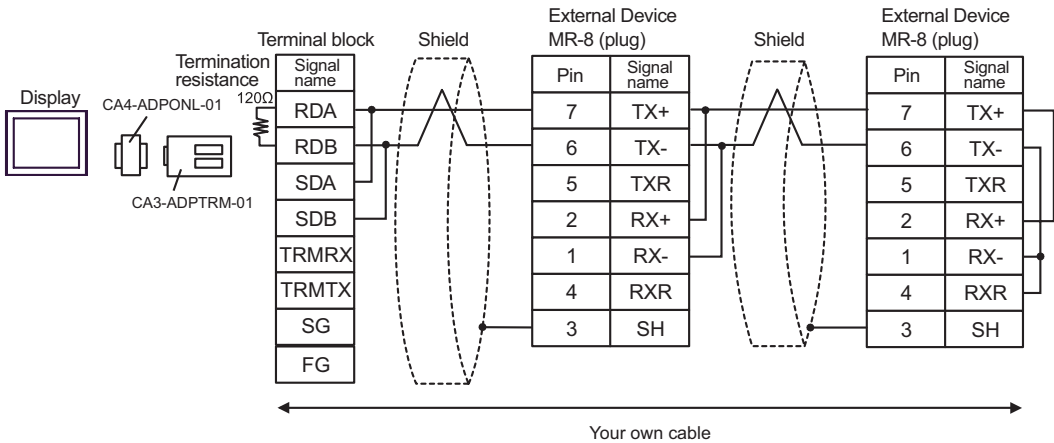 External Device
MR-8 (plug)
External Device
MR-8 (plug)
Terminal block
Shield
Shield
Termination
resistance
120Ω
Display
CA4-ADPONL-01
CA3-ADPTRM-01
Signal
name
RDA
RDB
SDA
SDB
TRMRX
TRMTX
SG
FG
Pin
Signal
name
7 TX+
6 TX-
5 TXR
2 RX+
1 RX-
4 RXR
3 SH
Pin
Signal
name
7 TX+
6 TX-
5 TXR
2 RX+
1 RX-
4 RXR
3 SH
Your own cable